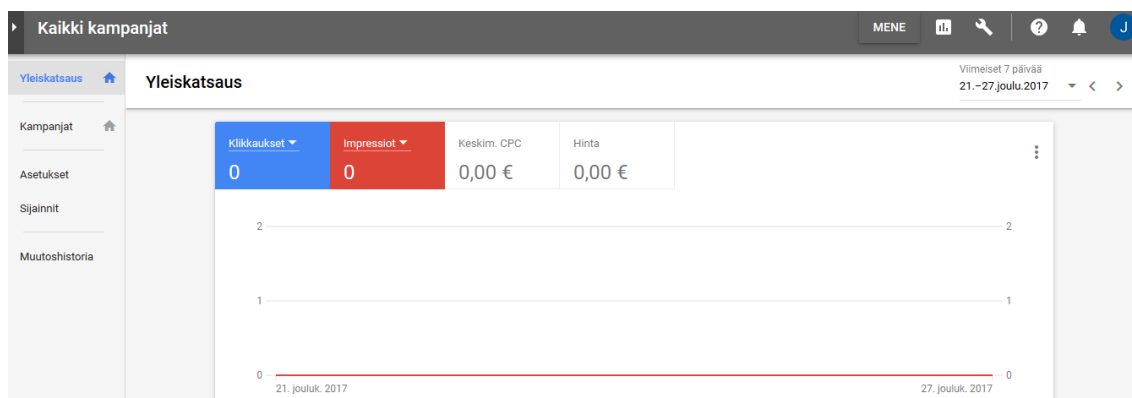 Kaikki kampanjat
MENE
J
Yleiskatsaus
Kampanjat
Asetukset
Sijainnit
Muutoshistoria
Yleiskatsaus
Viimeiset 7 päivää
21.–27.joulu.2017
Klikkaukset
0
Impressiot
0
Keskim. CPC
0,00 €
Hinta
0,00 €
2 2
1 1
0 0
21. jouluk. 2017 27. jouluk. 2017